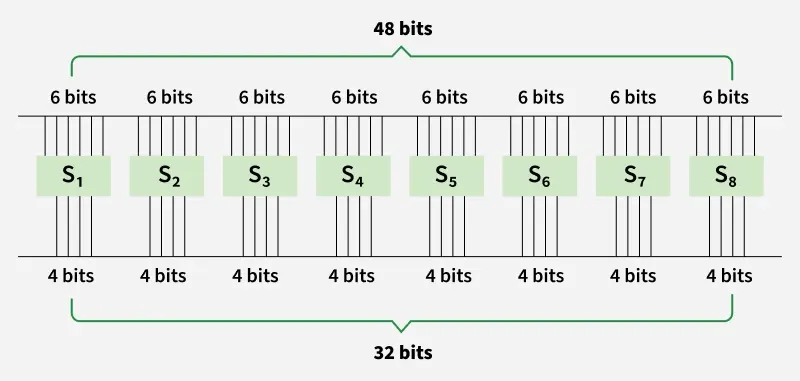 48 bits
6 bits 6 bits 6 bits 6 bits 6 bits 6 bits 6 bits 6 bits
S₁ S₂ S₃ S₄ S₅ S₆ S₇ S₈
4 bits 4 bits 4 bits 4 bits 4 bits 4 bits 4 bits 4 bits
32 bits